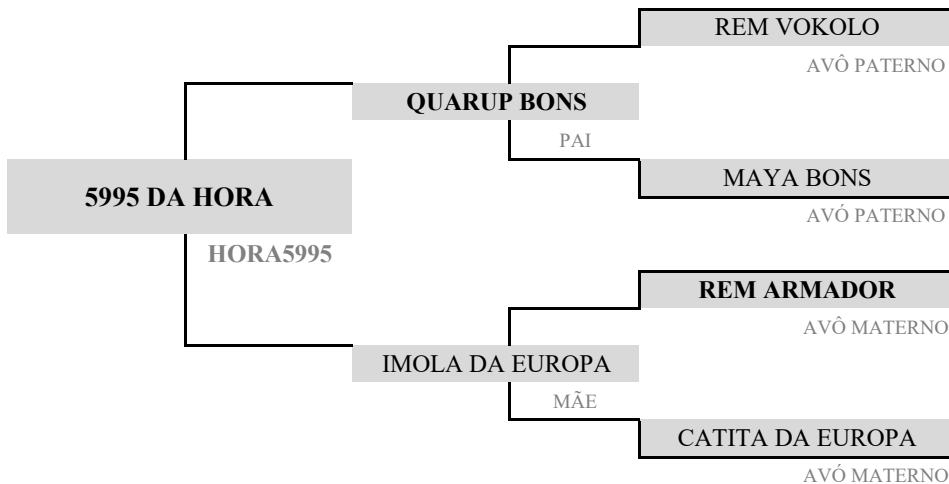 REM VOKOLO
AVÔ PATERNO
QUARUP BONS
PAI
MAYA BONS
AVÓ PATERNO
5995 DA HORA
HORA5995
REM ARMADOR
AVÔ MATERNO
IMOLA DA EUROPA
MÃE
CATITA DA EUROPA
AVÓ MATERNO